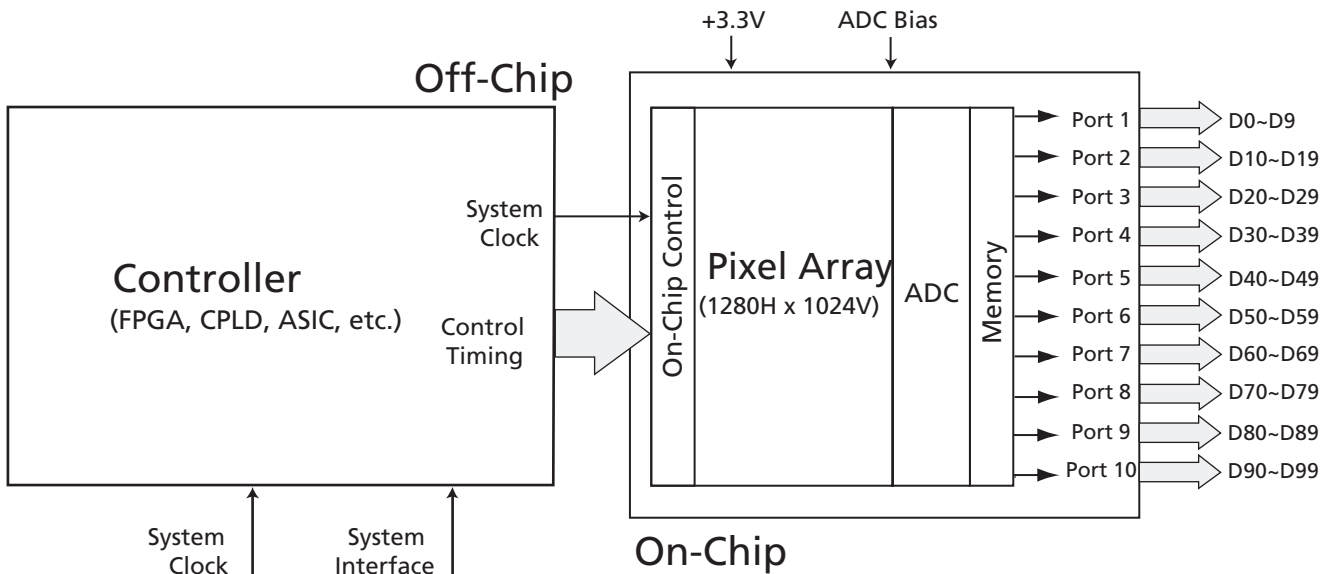 +3.3V
ADC Bias
Off-Chip
Controller
(FPGA, CPLD, ASIC, etc.)
System
Clock
Control
Timing
On-Chip Control
Pixel Array
(1280H x 1024V)
ADC
Memory
Port 1
D0~D9
Port 2
D10~D19
Port 3
D20~D29
Port 4
D30~D39
Port 5
D40~D49
Port 6
D50~D59
Port 7
D60~D69
Port 8
D70~D79
Port 9
D80~D89
Port 10
D90~D99
System
Clock
System
Interface
On-Chip